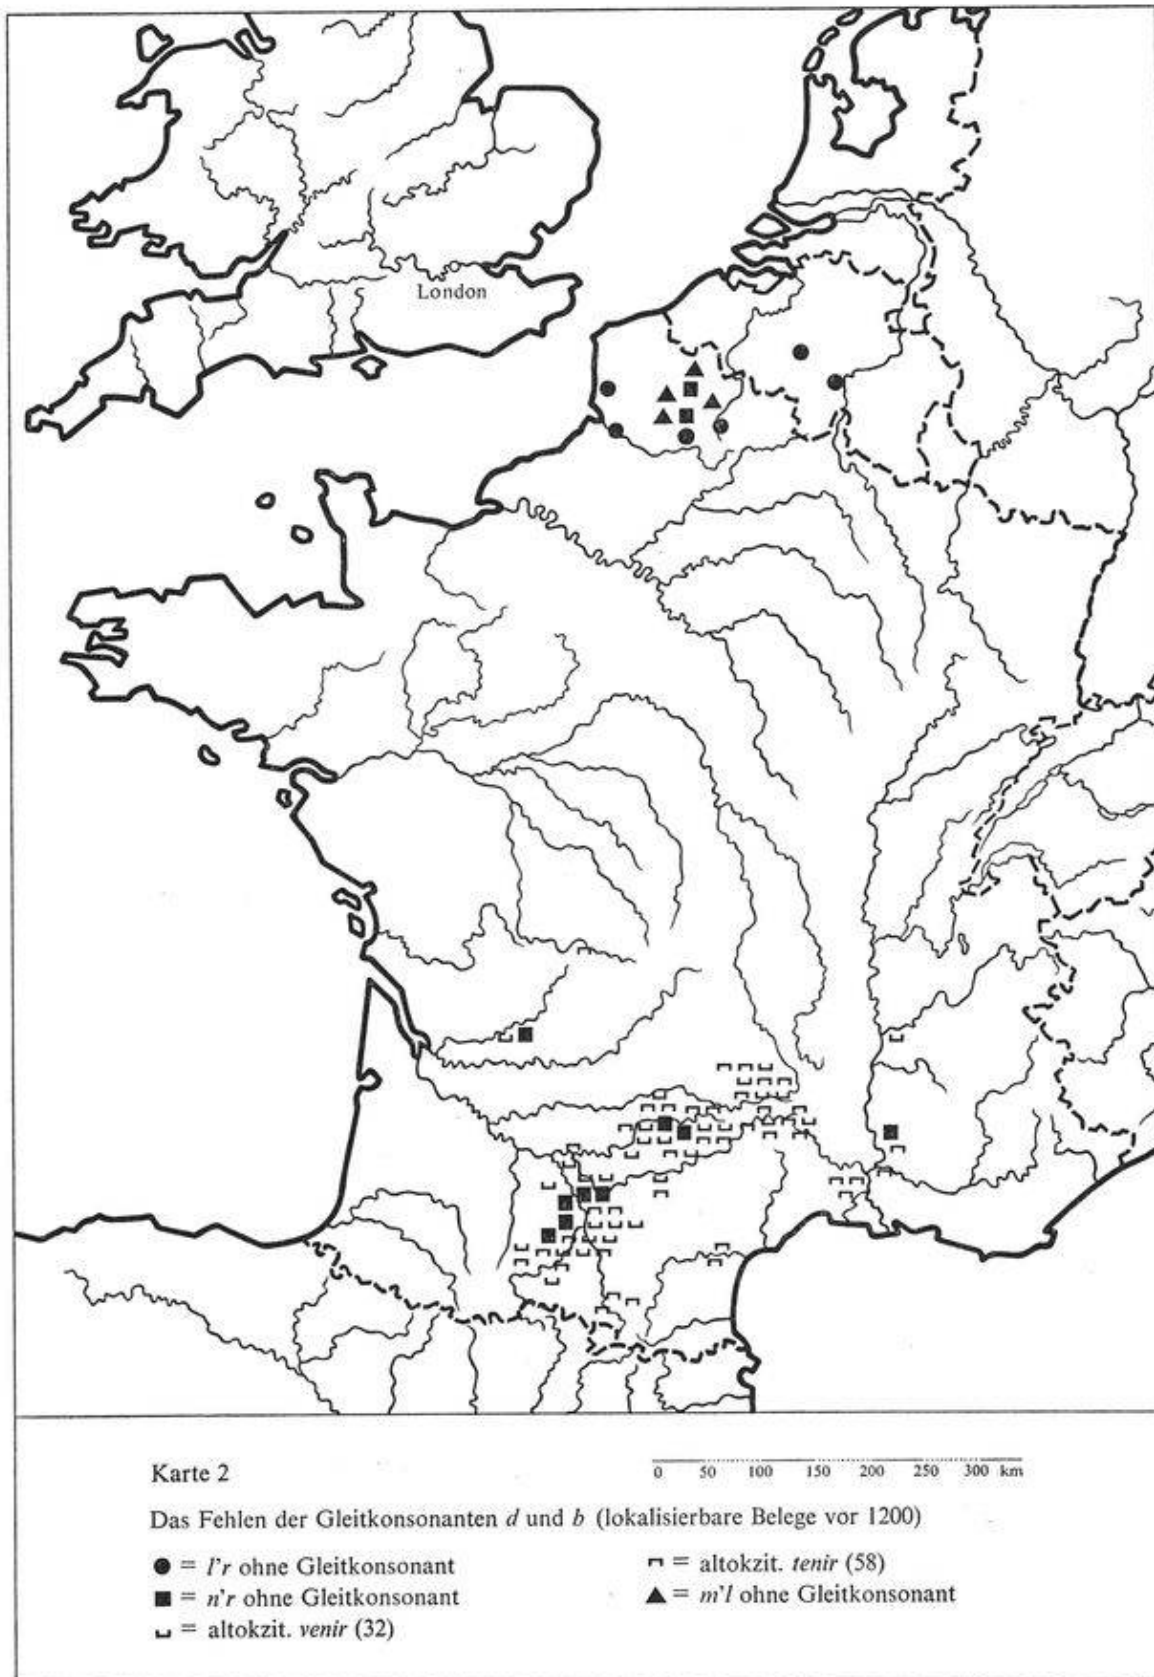 London
Karte 2
0 50 100 150 200 250 300 km
Das Fehlen der Gleitkonsonanten d und b (lokalisierbare Belege vor 1200)
● = l'r ohne Gleitkonsonant
■ = n'r ohne Gleitkonsonant
⎵ = altokzit. venir (32)
⎴ = altokzit. tenir (58)
▲ = m'l ohne Gleitkonsonant